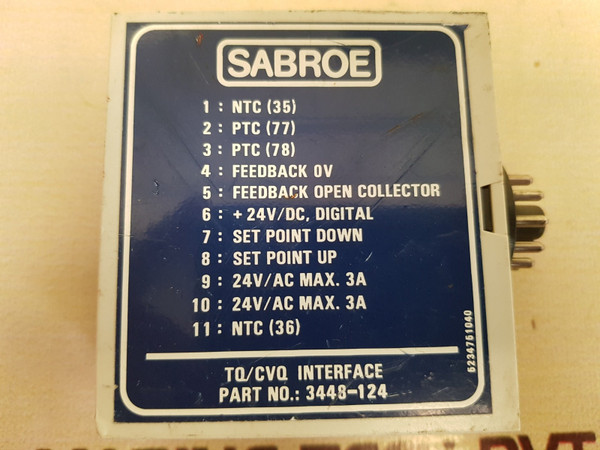 SABROE
1 : NTC (35)
2 : PTC (77)
3 : PTC (78)
4 : FEEDBACK 0V
5 : FEEDBACK OPEN COLLECTOR
6 : + 24V/DC, DIGITAL
7 : SET POINT DOWN
8 : SET POINT UP
9 : 24V/AC MAX. 3A
10 : 24V/AC MAX. 3A
11 : NTC (36)
TQ/CVQ INTERFACE
PART NO.: 3448-124
5234751040